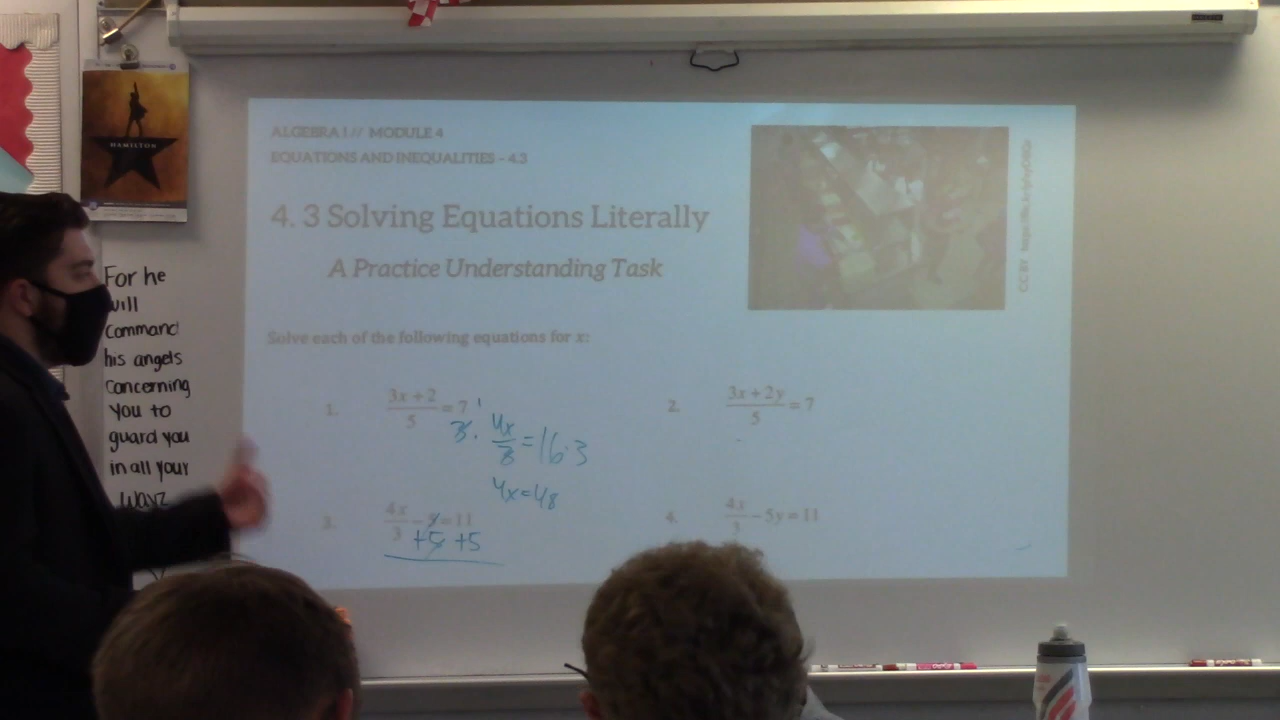 HAMILTON
For he
will
command
his angels
concerning
you to
guard you
in all your
ways
ALGEBRA I // MODULE 4
EQUATIONS AND INEQUALITIES – 4.3
4. 3 Solving Equations Literally
A Practice Understanding Task
Solve each of the following equations for x:
1. (3x + 2)/5 = 7
2. (3x + 2y)/5 = 7
3. 4x/3 = 16·3
4x=48
3. 4x/3 − 5 = 11
+5 +5
4. 4x/3 − 5y = 11